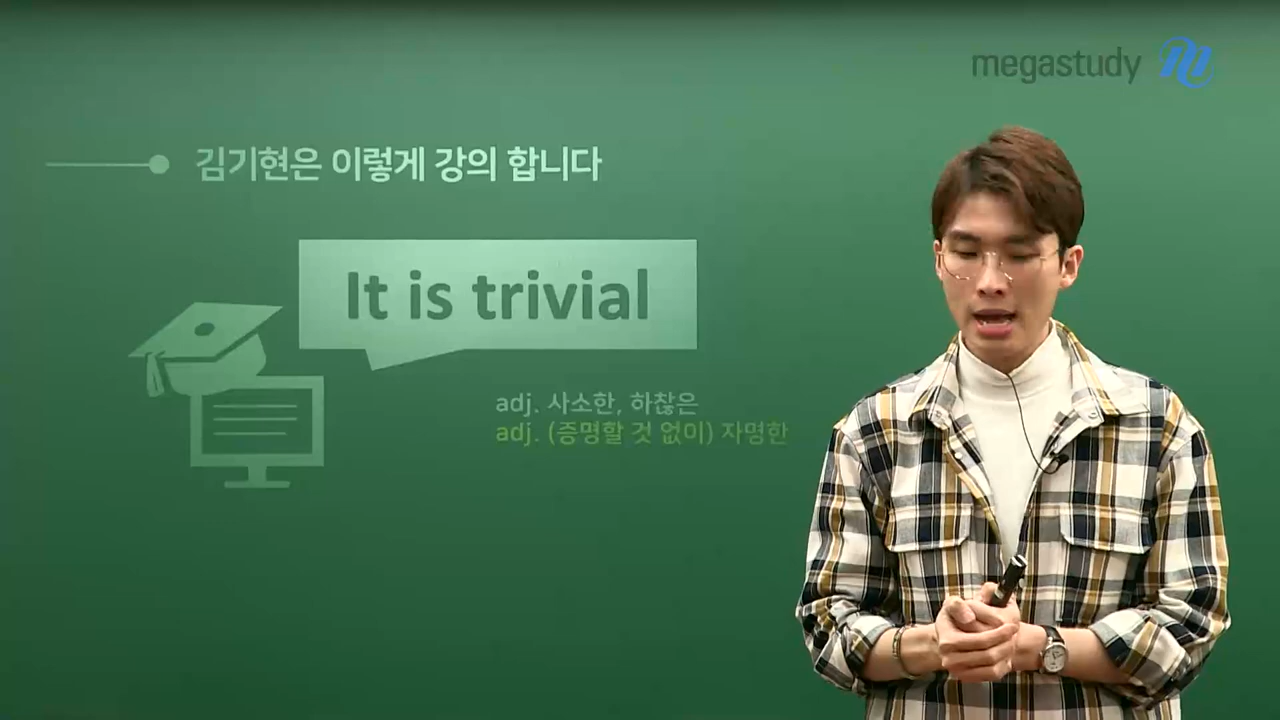 megastudy
김기현은 이렇게 강의 합니다
It is trivial
adj. 사소한, 하찮은
adj. (증명할 것 없이) 자명한